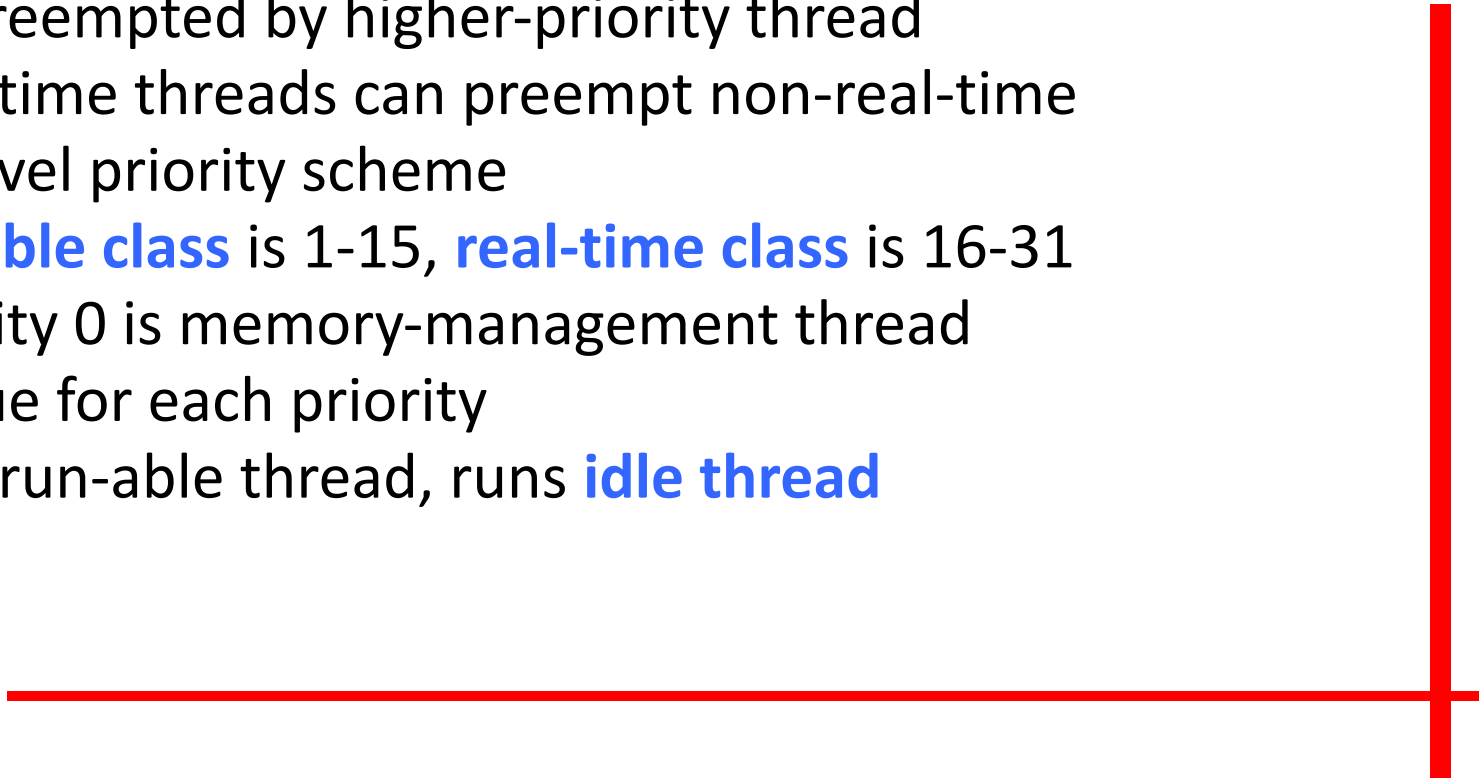 reempted by higher-priority thread
time threads can preempt non-real-time
vel priority scheme
ble class is 1-15, real-time class is 16-31
ity 0 is memory-management thread
ue for each priority
run-able thread, runs idle thread